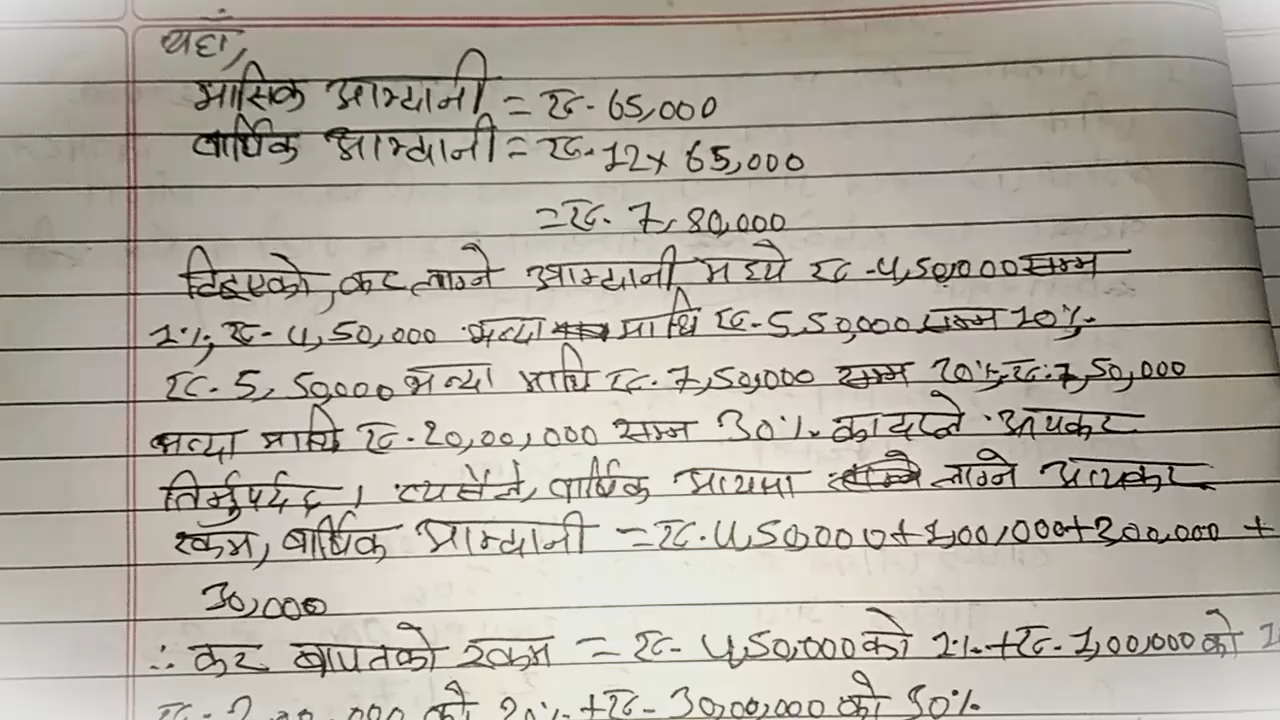 यहाँ,
मासिक आम्दानी = रु. 65,000
वार्षिक आम्दानी = रु. 12 x 65,000
= रु. 7,80,000
दिइएको, कर लाग्ने आम्दानी मध्ये रु. 4,50,000 सम्म
1%, रु. 4,50,000 भन्दा माथि रु. 5,50,000 सम्म 10%
रु. 5,50,000 भन्दा माथि रु. 7,50,000 सम्म 20%, रु. 7,50,000
भन्दा माथि रु. 20,00,000 सम्म 30% का दरले आयकर
तिर्नुपर्दछ । त्यसैले, वार्षिक आयमा लाग्ने आयकर
रकम, वार्षिक आम्दानी = रु. 4,50,000 + 1,00,000 + 200,000 +
30,000
∴ कर बापतको रकम = रु. 4,50,000 को 1% + रु. 1,00,000 को
रु. 2,00,000 को 20% + रु. 30,00,000 को 30%